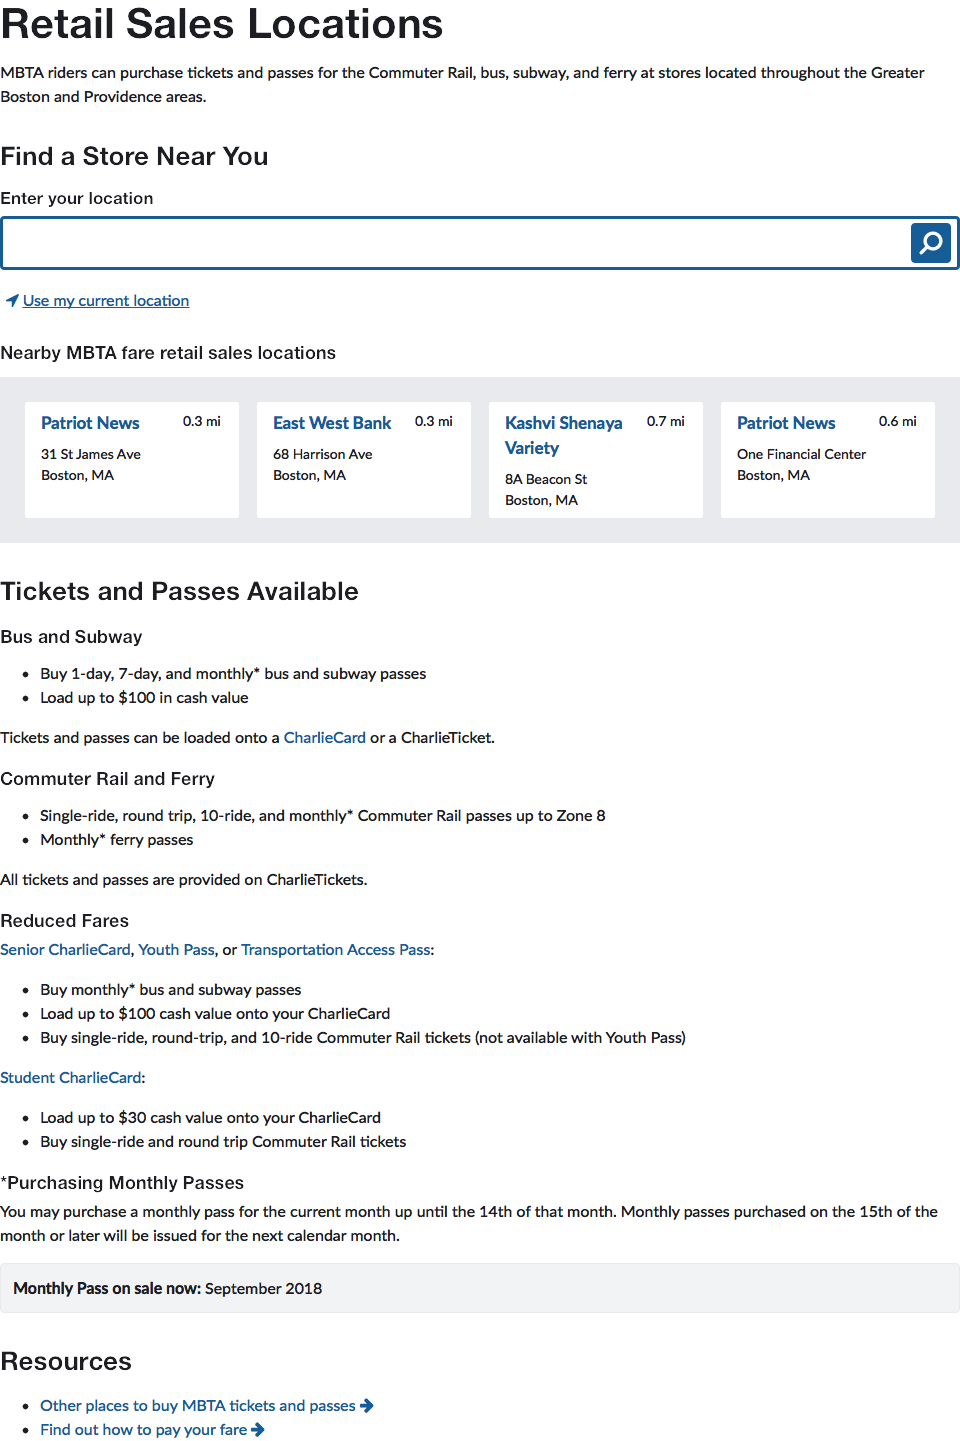 Retail Sales Locations
MBTA riders can purchase tickets and passes for the Commuter Rail, bus, subway, and ferry at stores located throughout the Greater
Boston and Providence areas.
Find a Store Near You
Enter your location
Use my current location
Nearby MBTA fare retail sales locations
Patriot News 0.3 mi
31 St James Ave
Boston, MA
East West Bank 0.3 mi
68 Harrison Ave
Boston, MA
Kashvi Shenaya 0.7 mi
Variety
8A Beacon St
Boston, MA
Patriot News 0.6 mi
One Financial Center
Boston, MA
Tickets and Passes Available
Bus and Subway
• Buy 1-day, 7-day, and monthly* bus and subway passes
• Load up to $100 in cash value
Tickets and passes can be loaded onto a CharlieCard or a CharlieTicket.
Commuter Rail and Ferry
• Single-ride, round trip, 10-ride, and monthly* Commuter Rail passes up to Zone 8
• Monthly* ferry passes
All tickets and passes are provided on CharlieTickets.
Reduced Fares
Senior CharlieCard, Youth Pass, or Transportation Access Pass:
• Buy monthly* bus and subway passes
• Load up to $100 cash value onto your CharlieCard
• Buy single-ride, round-trip, and 10-ride Commuter Rail tickets (not available with Youth Pass)
Student CharlieCard:
• Load up to $30 cash value onto your CharlieCard
• Buy single-ride and round trip Commuter Rail tickets
*Purchasing Monthly Passes
You may purchase a monthly pass for the current month up until the 14th of that month. Monthly passes purchased on the 15th of the
month or later will be issued for the next calendar month.
Monthly Pass on sale now: September 2018
Resources
• Other places to buy MBTA tickets and passes
• Find out how to pay your fare